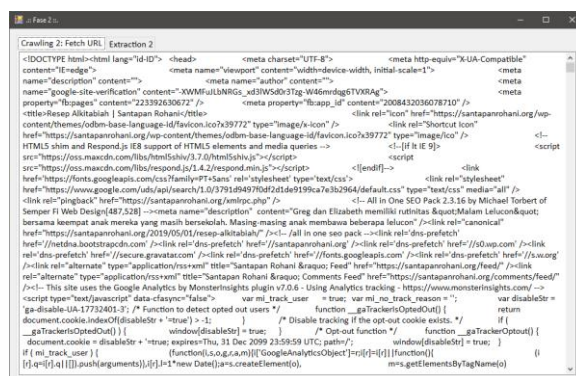 .:: Fase 2 ::.
Crawling 2: Fetch URL Extraction 2
<!DOCTYPE html><html lang="id-ID"> <head> <meta charset="UTF-8"> <meta http-equiv="X-UA-Compatible"
content="IE=edge"> <meta name="viewport" content="width=device-width, initial-scale=1"> <meta
name="description" content=""> <meta name="author" content=""> <meta
name="google-site-verification" content="-XWMFuJLbNRGs_xd3lW5d0r3Tzg-W46mrdqg6TVXRAg"> <meta
property="fb:pages" content="223392630672" /> <meta property="fb:app_id" content="2008432036078710" />
<title>Resep Alkitabiah | Santapan Rohani</title> <link rel="icon" href="https://santapanrohani.org/wp-
content/themes/odbm-base-language-id/favicon.ico?x39772" type="image/x-icon" /> <link rel="Shortcut Icon"
href="https://santapanrohani.org/wp-content/themes/odbm-base-language-id/favicon.ico?x39772" type="image/ico" /> <!--
HTML5 shim and Respond.js IE8 support of HTML5 elements and media queries --> <!--[if lt IE 9]> <script
src="https://oss.maxcdn.com/libs/html5shiv/3.7.0/html5shiv.js"></script> <script
src="https://oss.maxcdn.com/libs/respond.js/1.4.2/respond.min.js"></script> <![endif]--> <link
href='https://fonts.googleapis.com/css?family=PT+Sans' rel='stylesheet' type='text/css'> <link rel="stylesheet"
href="https://www.google.com/uds/api/search/1.0/3791d9497f0df2d1de9199ca7e3b2964/default.css" type="text/css" media="all" />
<link rel="pingback" href="https://santapanrohani.org/xmlrpc.php" /> <!-- All in One SEO Pack 2.3.16 by Michael Torbert of
Semper Fi Web Design[487,528] --><meta name="description" content="Greg dan Elizabeth memiliki rutinitas &quot;Malam Lelucon&quot;
bersama keempat anak mereka yang masih bersekolah. Masing-masing anak membawa beberapa lelucon" /><link rel="canonical"
href="https://santapanrohani.org/2019/05/01/resep-alkitabiah/" /><!-- /all in one seo pack --><link rel='dns-prefetch'
href='//netdna.bootstrapcdn.com' /><link rel='dns-prefetch' href='//santapanrohani.org' /><link rel='dns-prefetch' href='//s0.wp.com' /><link
rel='dns-prefetch' href='//secure.gravatar.com' /><link rel='dns-prefetch' href='//fonts.googleapis.com' /><link rel='dns-prefetch' href='//s.w.org'
/><link rel="alternate" type="application/rss+xml" title="Santapan Rohani &raquo; Feed" href="https://santapanrohani.org/feed/" /><link
rel="alternate" type="application/rss+xml" title="Santapan Rohani &raquo; Comments Feed" href="https://santapanrohani.org/comments/feed/"
/><!-- This site uses the Google Analytics by MonsterInsights plugin v7.0.6 - Using Analytics tracking - https://www.monsterinsights.com/ -->
<script type="text/javascript" data-cfasync="false"> var mi_track_user = true; var mi_no_track_reason = ''; var disableStr =
'ga-disable-UA-17732401-3'; /* Function to detect opted out users */ function __gaTrackerIsOptedOut() { return
document.cookie.indexOf(disableStr + '=true') > -1; } /* Disable tracking if the opt-out cookie exists. */ if (
__gaTrackerIsOptedOut() ) { window[disableStr] = true; } /* Opt-out function */ function __gaTrackerOptout() {
document.cookie = disableStr + '=true; expires=Thu, 31 Dec 2099 23:59:59 UTC; path=/'; window[disableStr] = true; }
if ( mi_track_user ) { (function(i,s,o,g,r,a,m){i['GoogleAnalyticsObject']=r;i[r]=i[r]||function(){ (i
[r].q=i[r].q||[]).push(arguments)},i[r].l=1*new Date();a=s.createElement(o), m=s.getElementsByTagName(o)